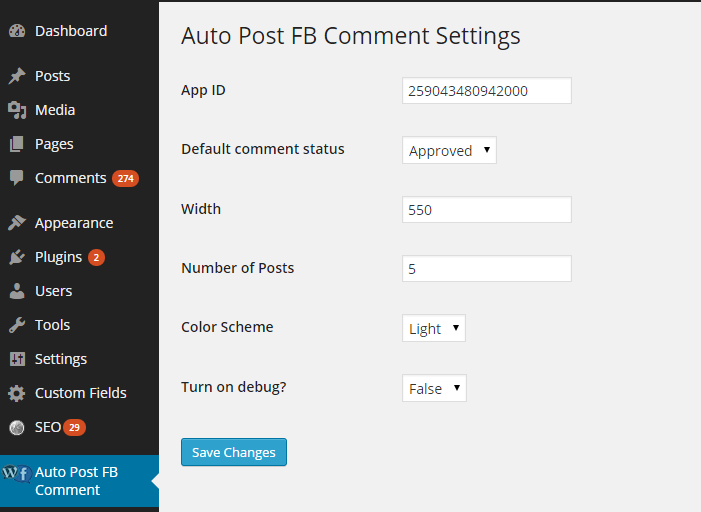 Dashboard
Posts
Media
Pages
Comments 274
Appearance
Plugins 2
Users
Tools
Settings
Custom Fields
SEO 29
W f Auto Post FB
Comment
Auto Post FB Comment Settings
App ID 259043480942000
Default comment status Approved
Width 550
Number of Posts 5
Color Scheme Light
Turn on debug? False
Save Changes